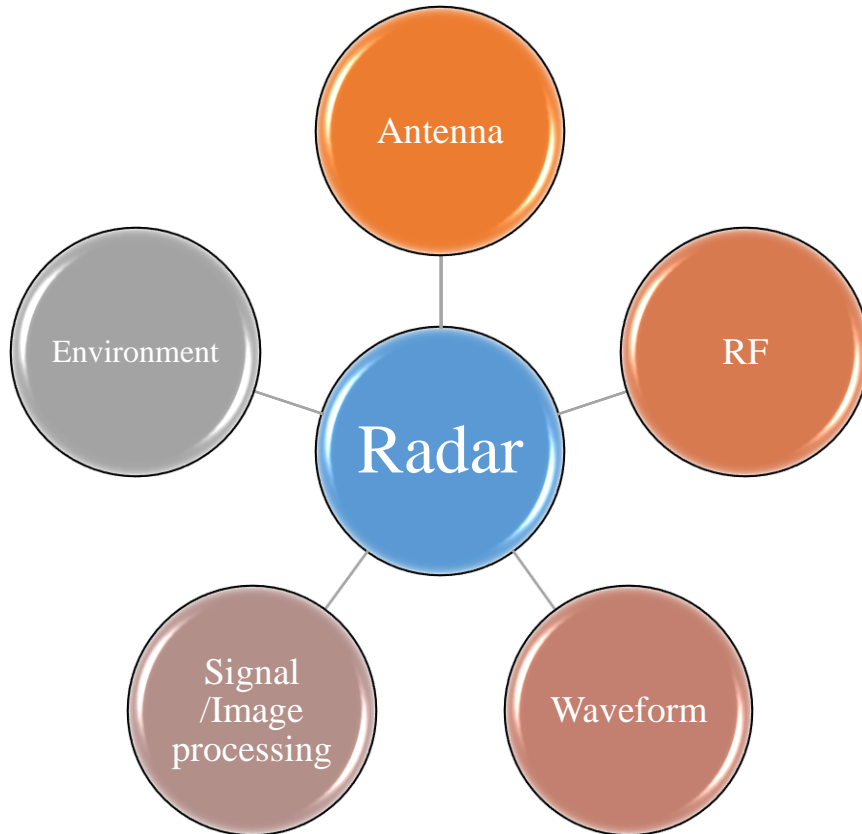 Antenna
Environment
RF
Radar
Signal
/Image
processing
Waveform